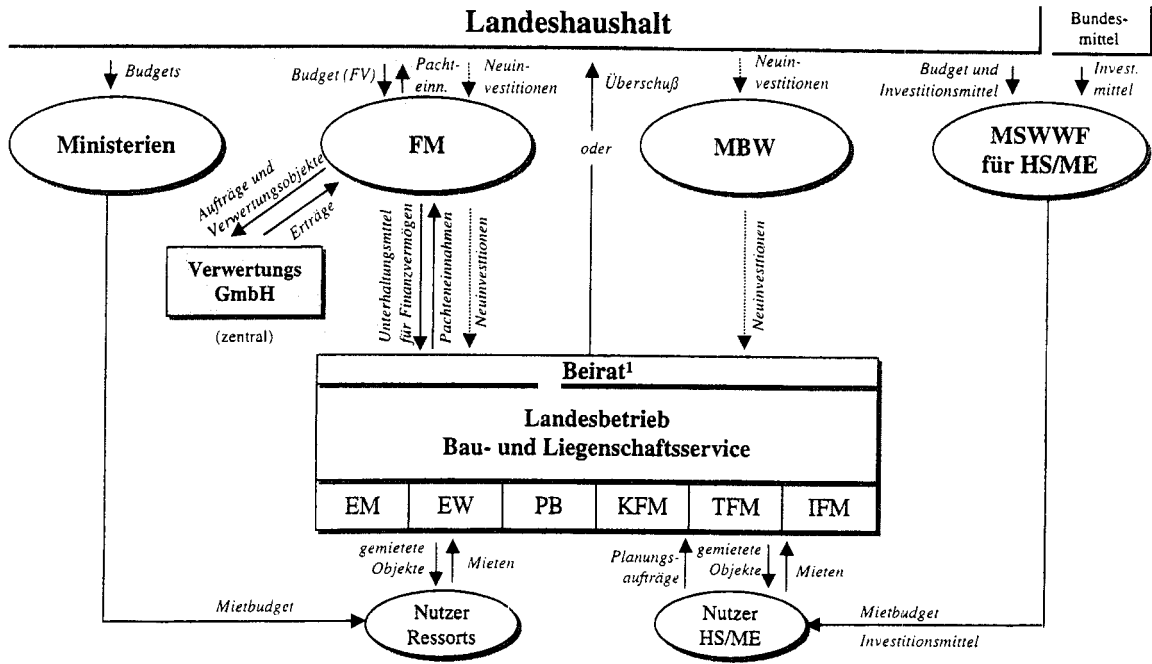 Landeshaushalt
Bundes-
mittel
Budgets
Budget (FV)
Pacht-
einn.
Neuin-
vestitionen
Überschuß
Neuin-
vestitionen
Budget und
Investitionsmittel
Invest.
mittel
Ministerien
FM
oder
MBW
MSWWF
für HS/ME
Aufträge und
Verwertungsobjekte
Erträge
Verwertungs
GmbH
(zentral)
Unterhaltungsmittel
für Finanzvermögen
Pachteneinnahmen
Neuinvestitionen
Neuinvesttionen
Beirat¹
Landesbetrieb
Bau- und Liegenschaftsservice
EM
EW
PB
KFM
TFM
IFM
gemietete
Objekte
Mieten
Planungs-
aufträge
gemietete
Objekte
Mieten
Mietbudget
Nutzer
Ressorts
Nutzer
HS/ME
Mietbudget
Investitionsmittel